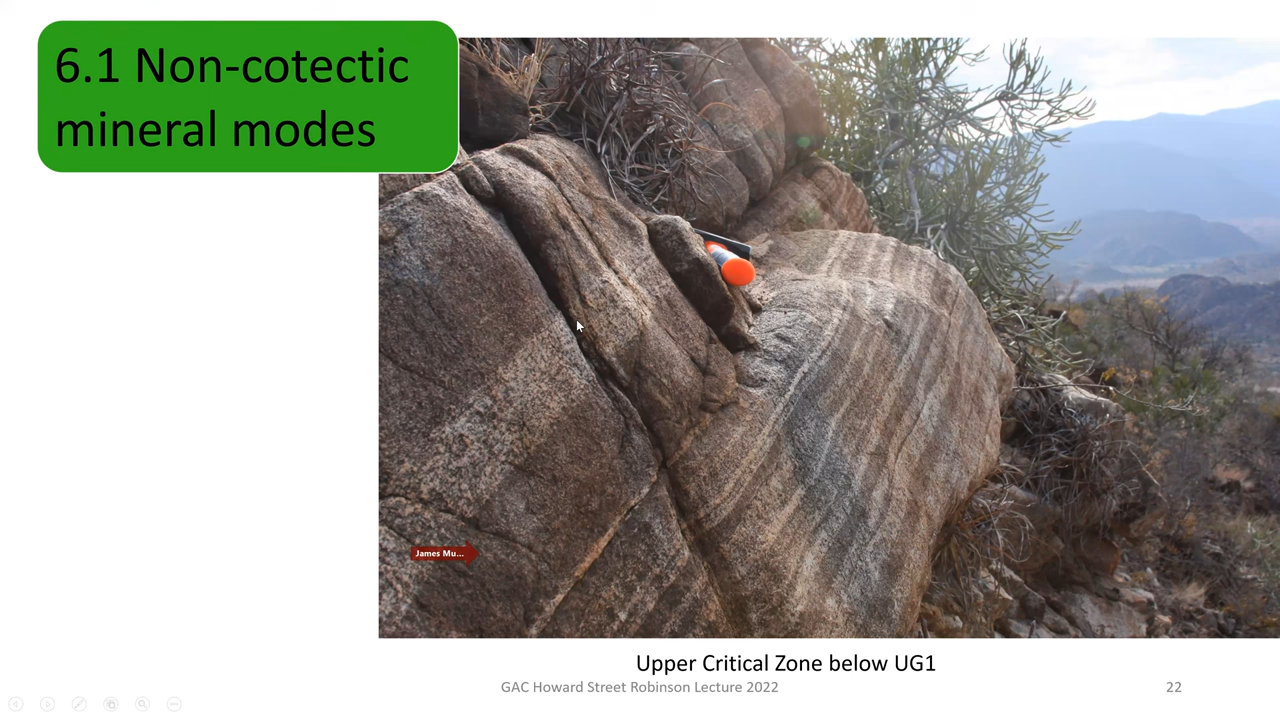 6.1 Non-cotectic
mineral modes
James Mu...
Upper Critical Zone below UG1
GAC Howard Street Robinson Lecture 2022
22